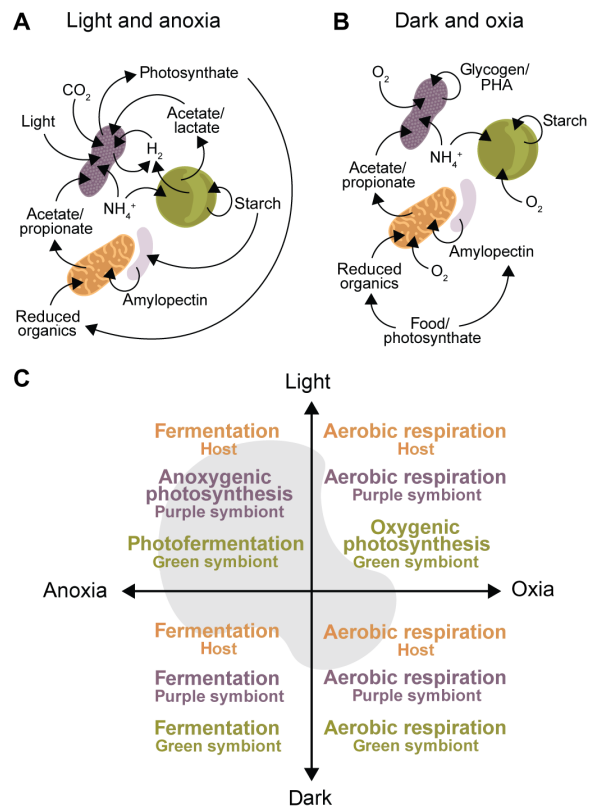 A
Light and anoxia
Photosynthate
CO2
Light
Acetate/
lactate
H2
NH4+
Acetate/
propionate
Starch
Amylopectin
Reduced
organics
B
Dark and oxia
O2
Glycogen/
PHA
Starch
NH4+
Acetate/
propionate
O2
Amylopectin
Reduced
organics
O2
Food/
photosynthate
C
Light
Fermentation
Host
Anoxygenic
photosynthesis
Purple symbiont
Photofermentation
Green symbiont
Aerobic respiration
Host
Aerobic respiration
Purple symbiont
Oxygenic
photosynthesis
Green symbiont
Anoxia
Oxia
Fermentation
Host
Fermentation
Purple symbiont
Fermentation
Green symbiont
Aerobic respiration
Host
Aerobic respiration
Purple symbiont
Aerobic respiration
Green symbiont
Dark